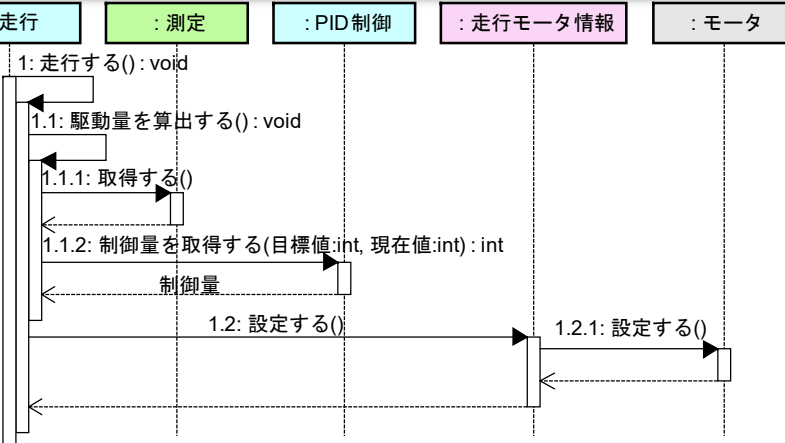 走行
: 測定
: PID制御
: 走行モータ情報
: モータ
1: 走行する() : void
1.1: 駆動量を算出する() : void
1.1.1: 取得する()
1.1.2: 制御量を取得する(目標値:int, 現在値:int) : int
制御量
1.2: 設定する()
1.2.1: 設定する()